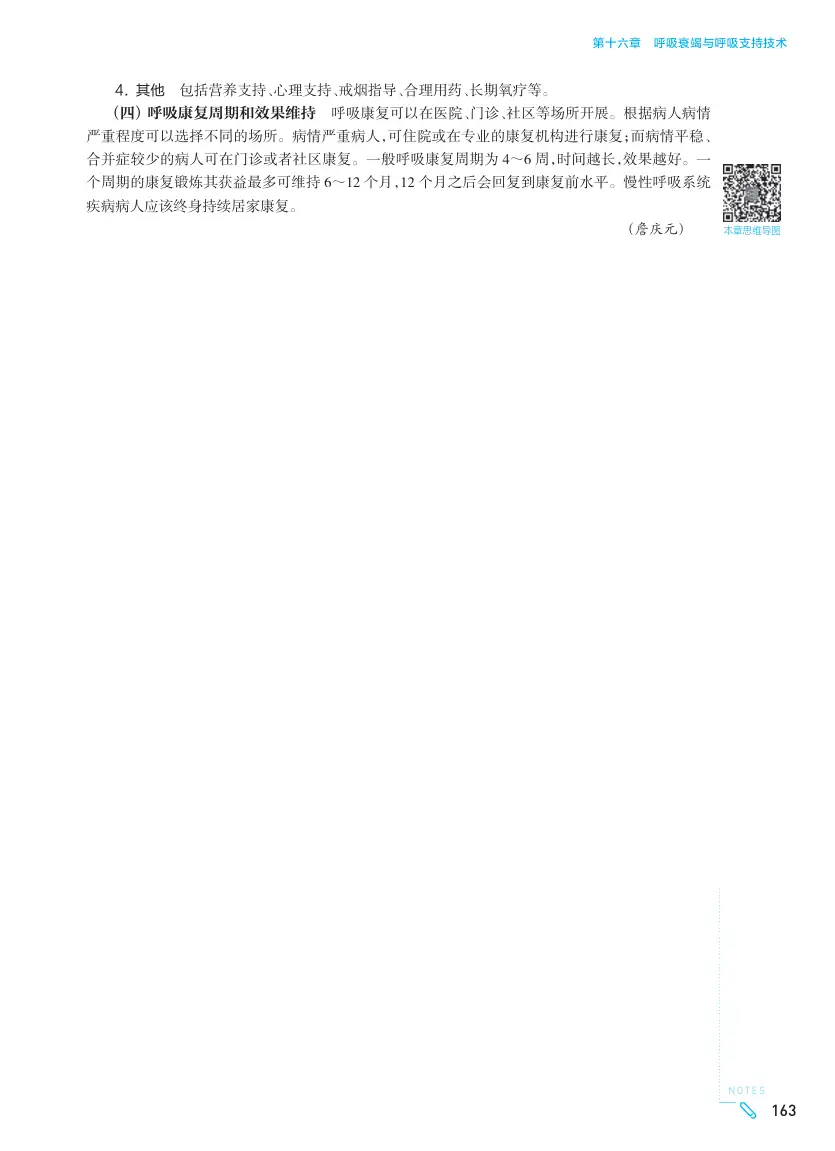 第十六章 呼吸衰竭与呼吸支持技术
4. 其他 包括营养支持、心理支持、戒烟指导、合理用药、长期氧疗等。
(四) 呼吸康复周期和效果维持 呼吸康复可以在医院、门诊、社区等场所开展。根据病人病情
严重程度可以选择不同的场所。病情严重病人,可住院或在专业的康复机构进行康复;而病情平稳、
合并症较少的病人可在门诊或者社区康复。一般呼吸康复周期为 4～6 周,时间越长,效果越好。一
个周期的康复锻炼其获益最多可维持 6～12 个月,12 个月之后会回复到康复前水平。慢性呼吸系统
疾病病人应该终身持续居家康复。
(詹庆元)
本章思维导图
NOTES
163